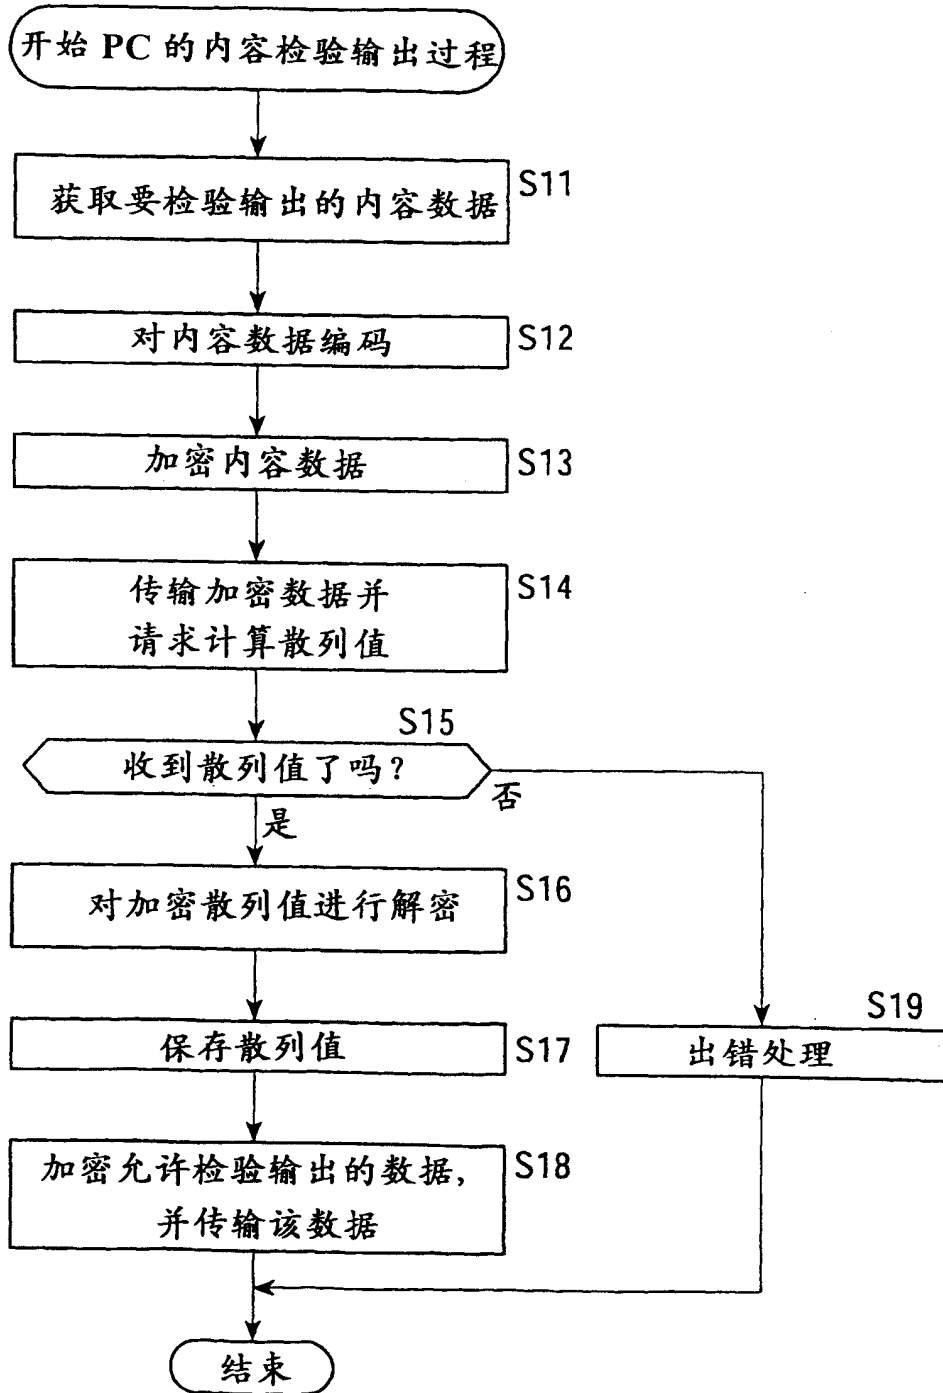 开始 PC 的内容检验输出过程
S11
获取要检验输出的内容数据
对内容数据编码
S12
加密内容数据
S13
S14
传输加密数据并
请求计算散列值
S15
收到散列值了吗？
否
是
S16
对加密散列值进行解密
S19
保存散列值
S17
出错处理
S18
加密允许检验输出的数据，
并传输该数据
结束